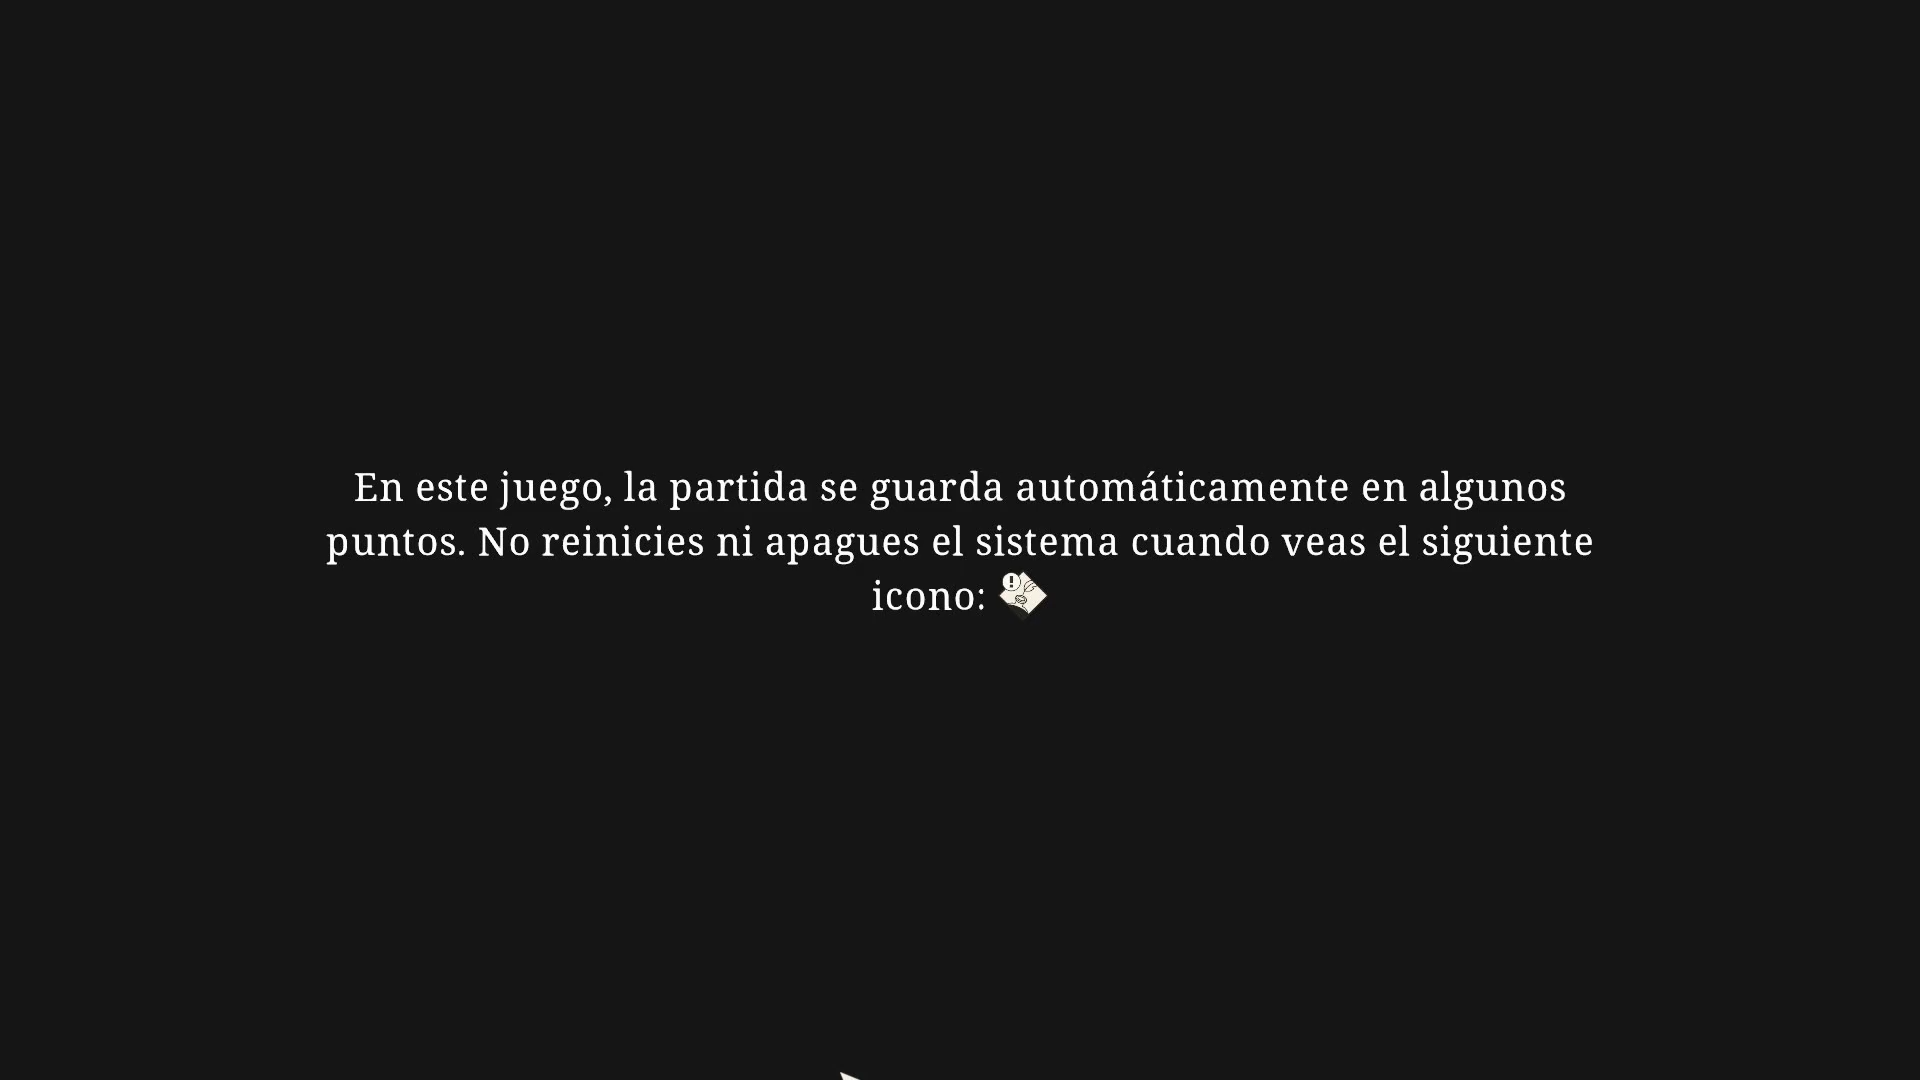 En este juego, la partida se guarda automáticamente en algunos
puntos. No reinicies ni apagues el sistema cuando veas el siguiente
icono: